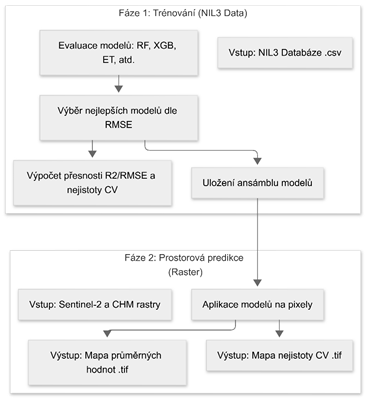 Fáze 1: Trénování (NIL3 Data)
Evaluace modelů: RF, XGB,
ET, atd.
Vstup: NIL3 Databáze .csv
Výběr nejlepších modelů dle
RMSE
Výpočet přesnosti R2/RMSE a
nejistoty CV
Uložení ansámblu modelů
Fáze 2: Prostorová predikce
(Raster)
Vstup: Sentinel-2 a CHM rastry
Aplikace modelů na pixely
Výstup: Mapa průměrných
hodnot .tif
Výstup: Mapa nejistoty CV .tif